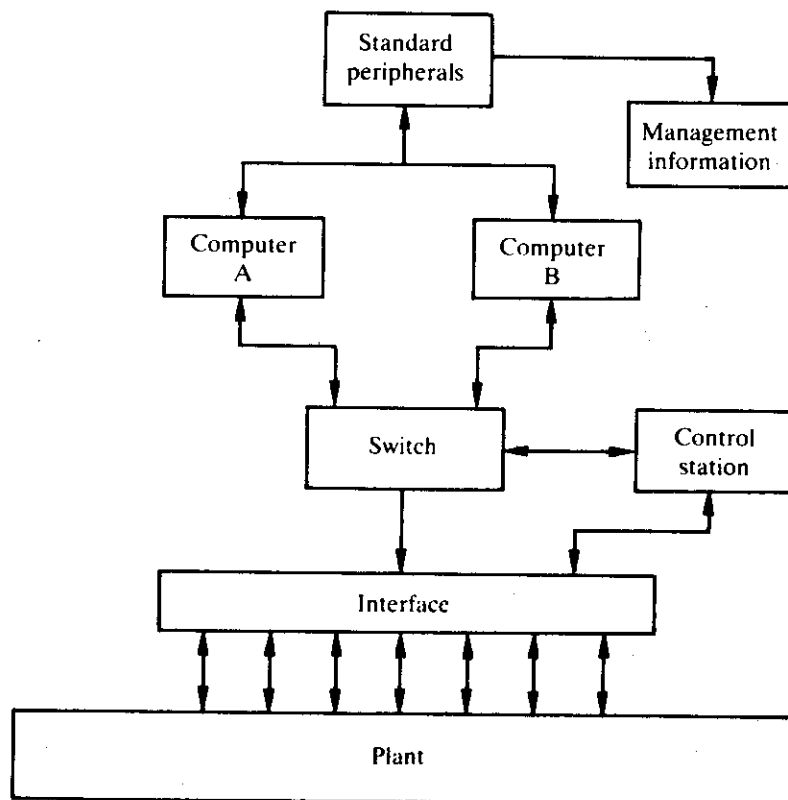 Standard
peripherals
Management
information
Computer
A
Computer
B
Switch
Control
station
Interface
Plant